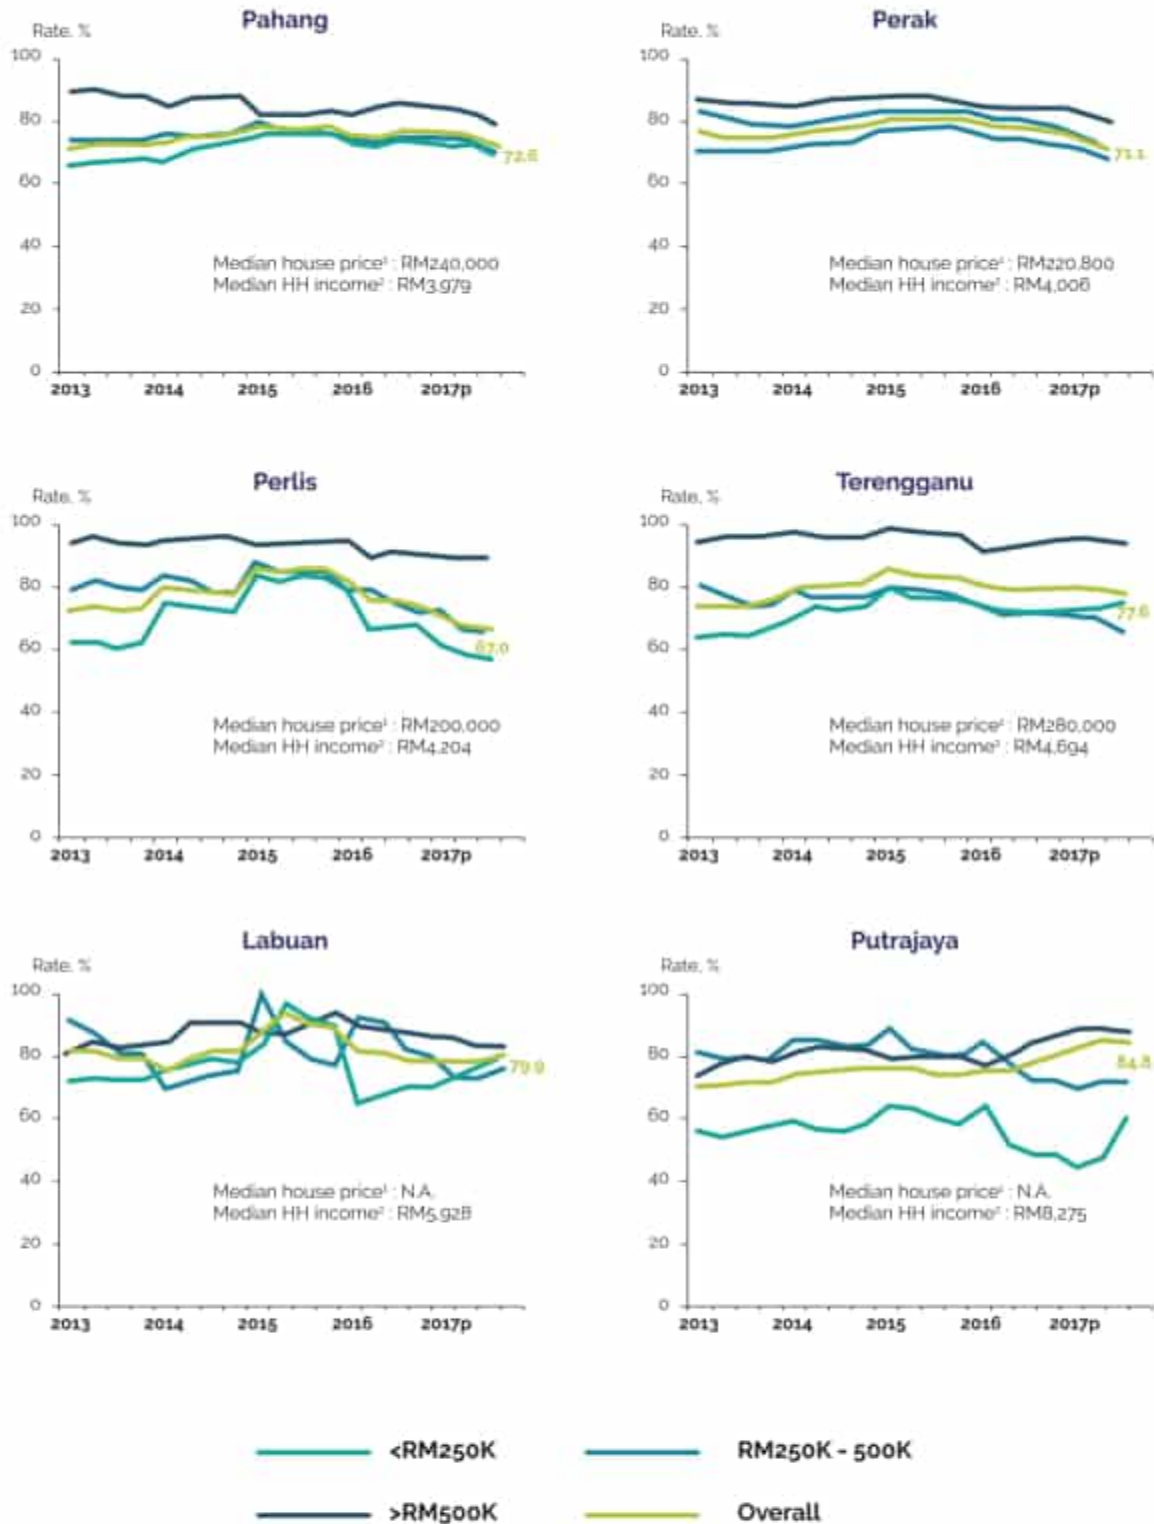 Pahang
Rate, %
100
80
60
40
20
0
72.6
Median house price¹ : RM240,000
Median HH income² : RM3,979
2013 2014 2015 2016 2017p
Perak
Rate, %
100
80
60
40
20
0
71.1
Median house price¹ : RM220,800
Median HH income² : RM4,006
2013 2014 2015 2016 2017p
Perlis
Rate, %
100
80
60
40
20
0
67.0
Median house price¹ : RM200,000
Median HH income² : RM4,204
2013 2014 2015 2016 2017p
Terengganu
Rate, %
100
80
60
40
20
0
77.6
Median house price¹ : RM280,000
Median HH income² : RM4,694
2013 2014 2015 2016 2017p
Labuan
Rate, %
100
80
60
40
20
0
79.9
Median house price¹ : N.A.
Median HH income² : RM5,928
2013 2014 2015 2016 2017p
Putrajaya
Rate, %
100
80
60
40
20
0
84.8
Median house price¹ : N.A.
Median HH income² : RM8,275
2013 2014 2015 2016 2017p
<RM250K
RM250K - 500K
>RM500K
Overall